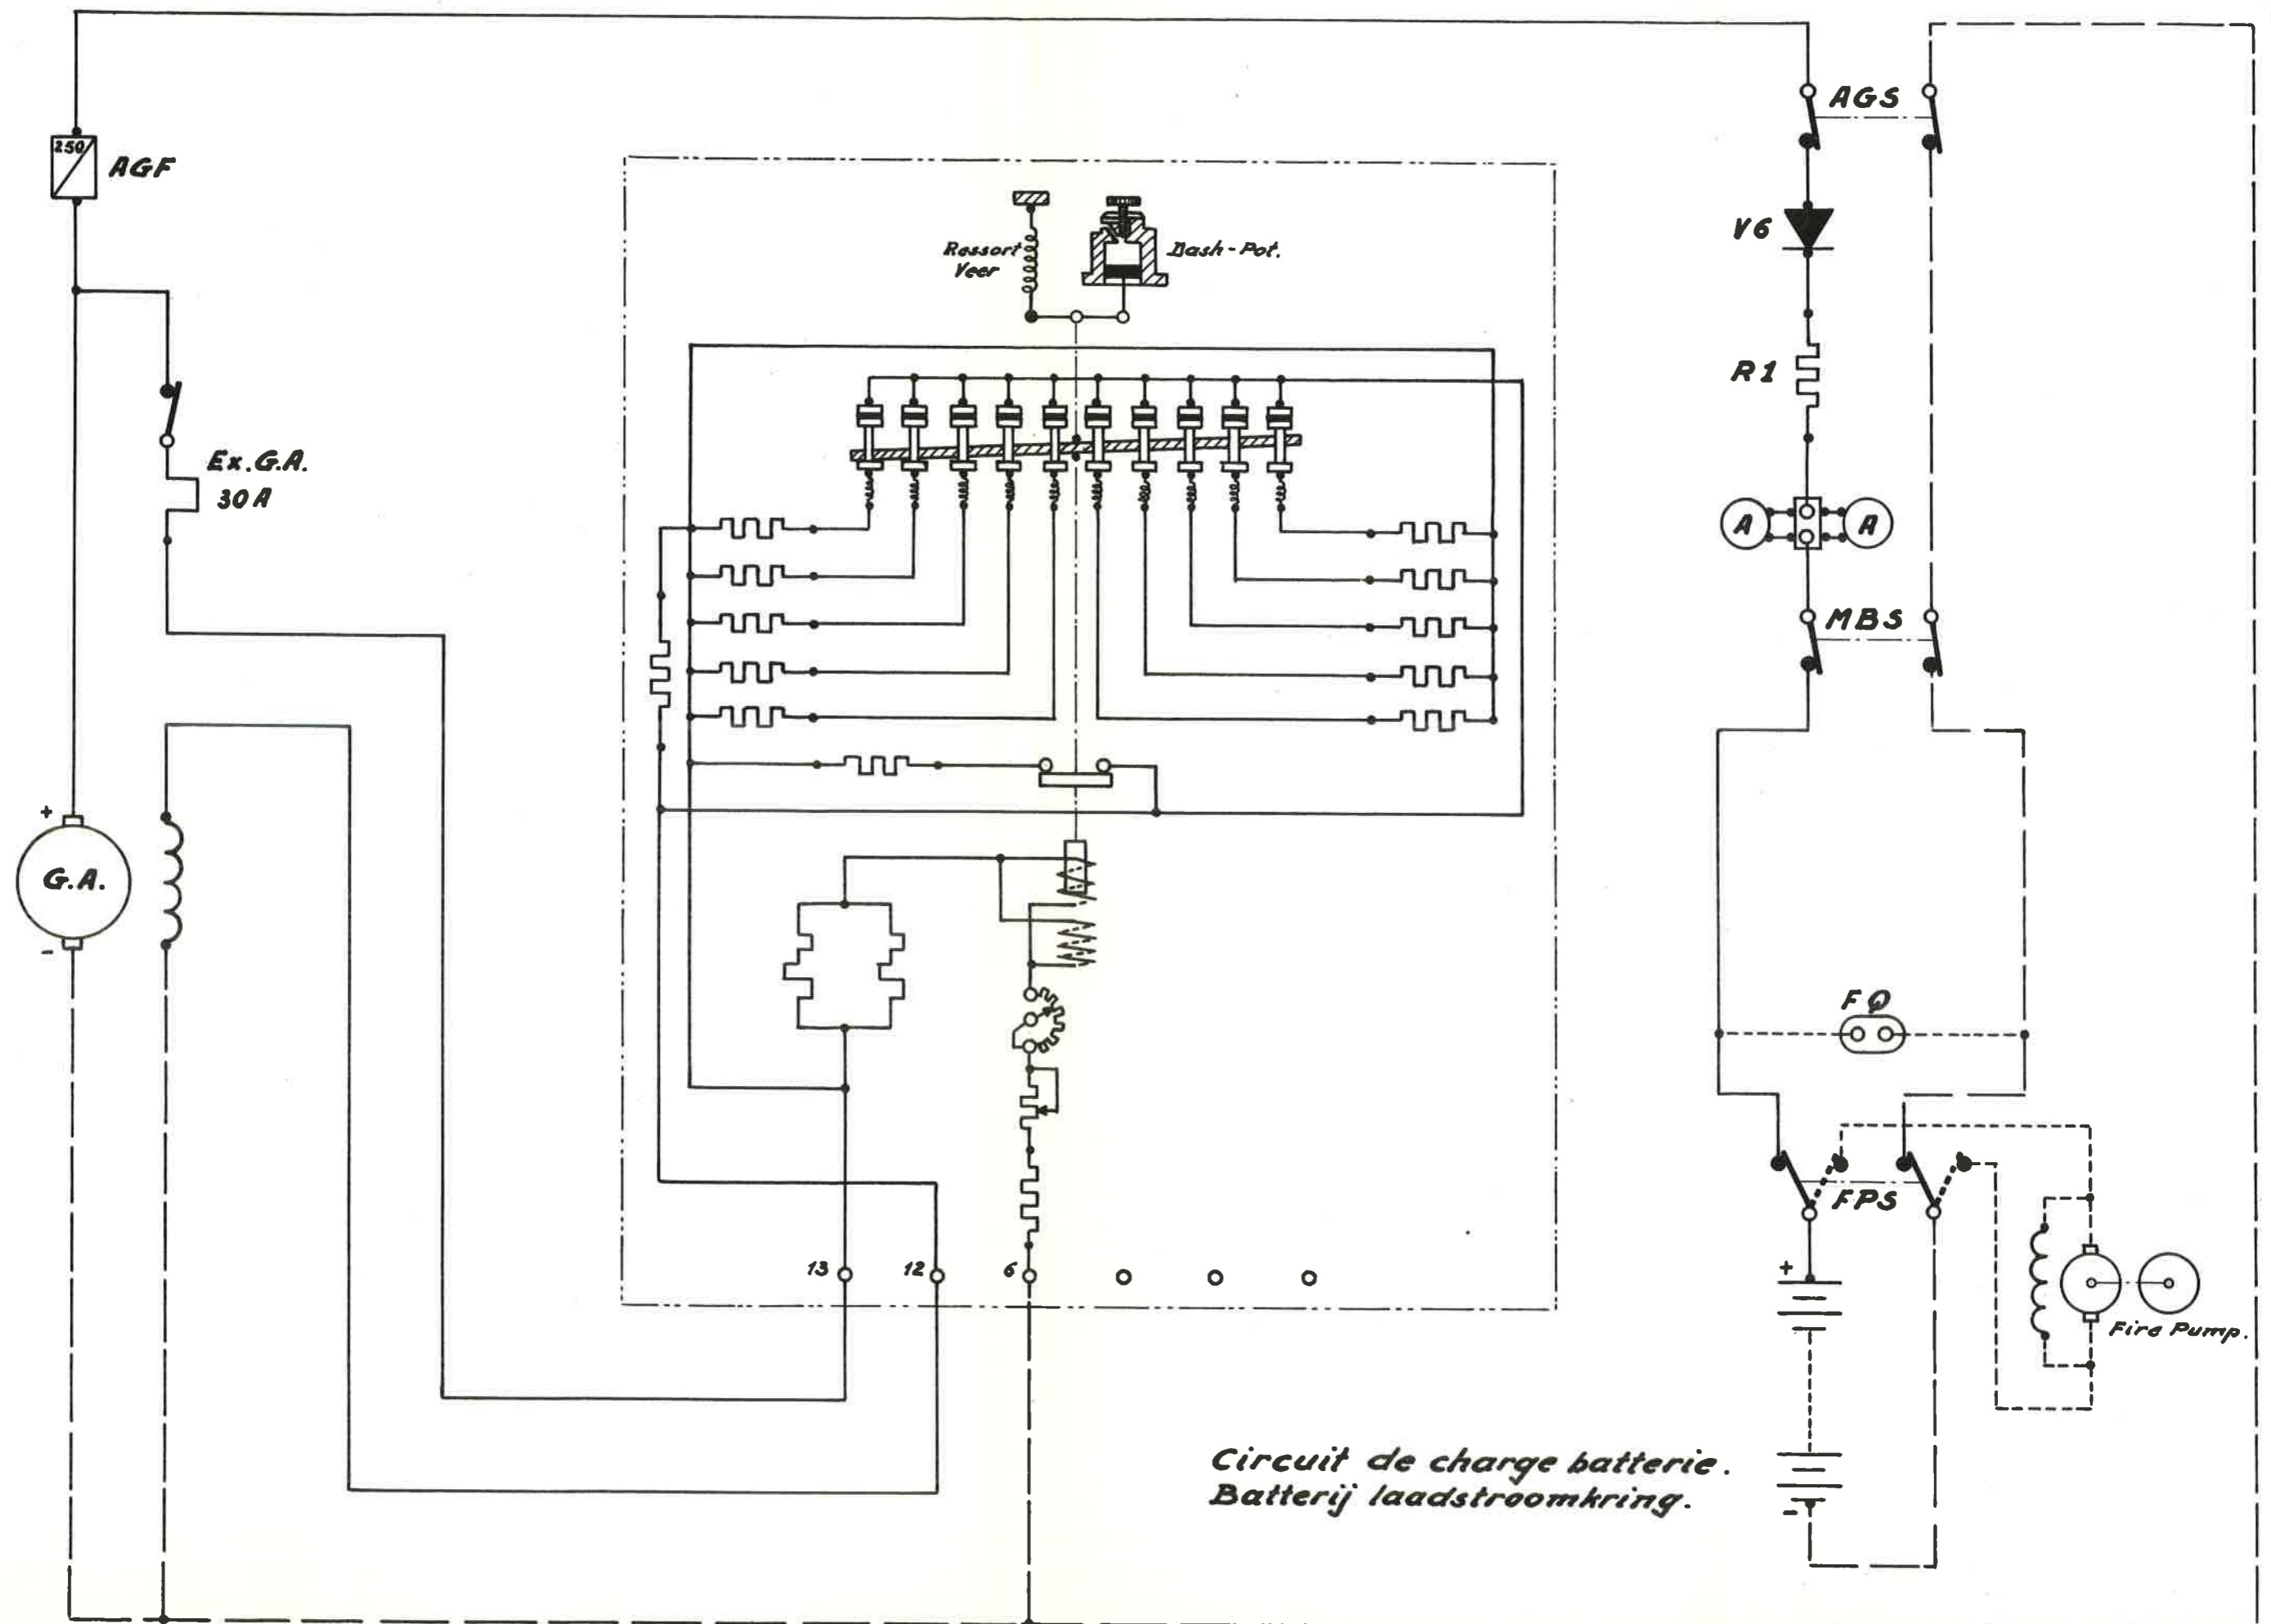 AGS
250
AGF
Ressort
Veer
Dash-Pot.
V6
R1
Ex.G.A.
30A
A
A
MBS
+
G.A.
-
FQ
FPS
13
12
6
+
Fire Pump.
Circuit de charge batterie.
Batterij laadstroomkring.
-